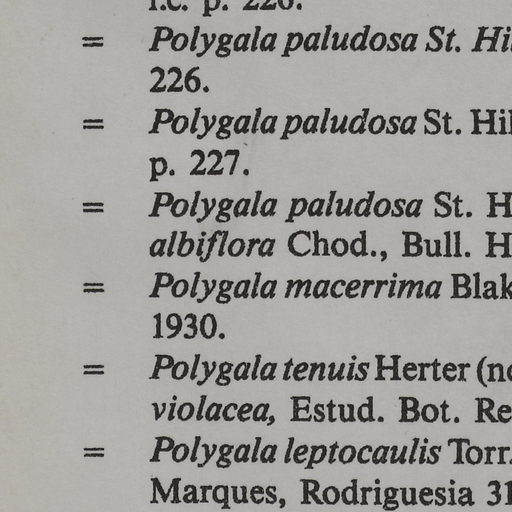 l.c. p. 226.
= Polygala paludosa St. Hil
226.
= Polygala paludosa St. Hil
p. 227.
= Polygala paludosa St. H
albiflora Chod., Bull. H
= Polygala macerrima Blak
1930.
= Polygala tenuis Herter (no
violacea, Estud. Bot. Re
= Polygala leptocaulis Torr.
Marques, Rodriguesia 31